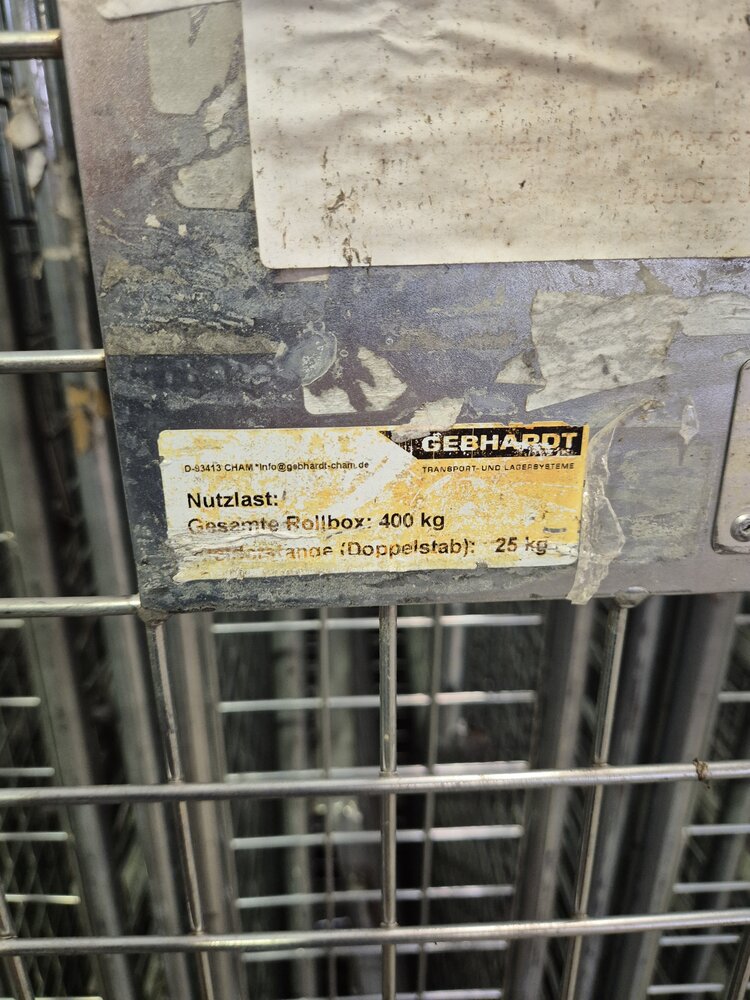 GEBHARDT
D-93413 CHAM *info@gebhardt-cham.de
TRANSPORT-UND LAGERSYSTEME
Nutzlast:
Gesamte Rollbox: 400 kg
(Doppelstab): 25 kg